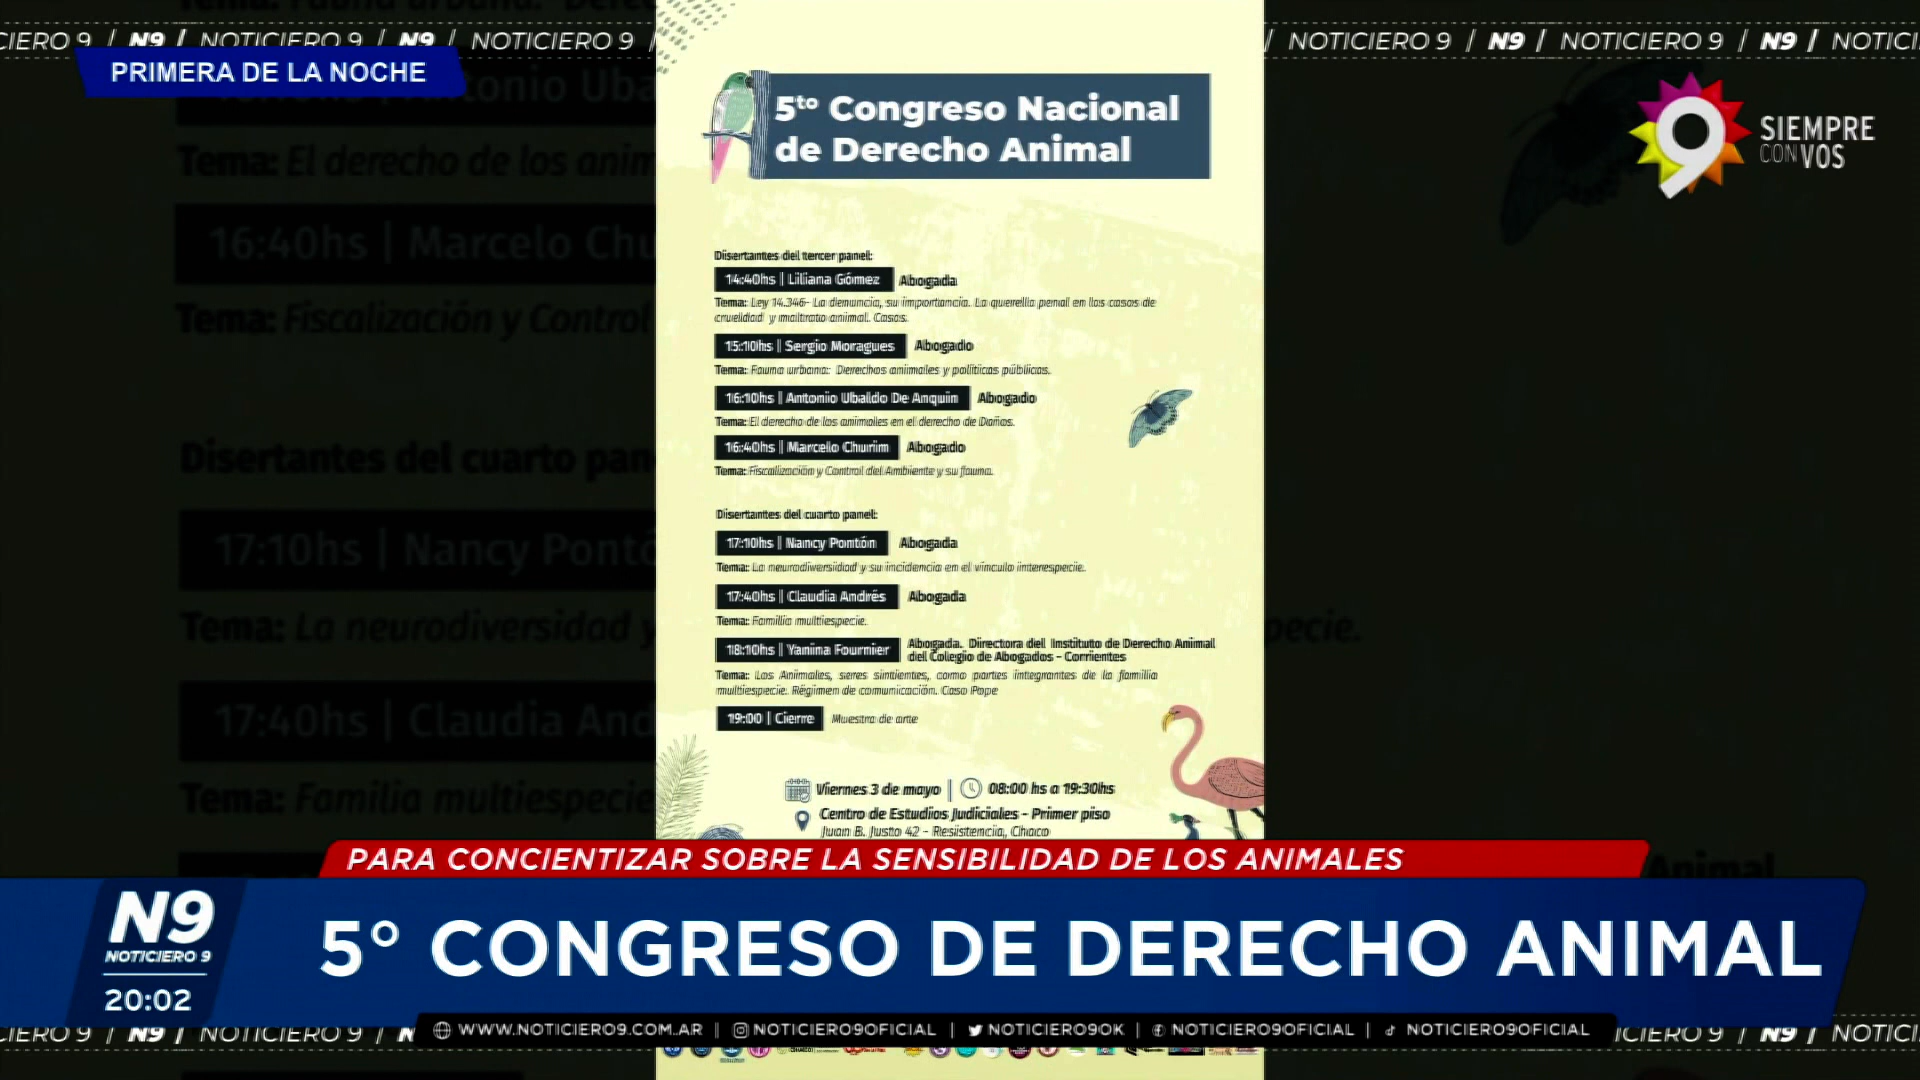 NOTICIERO 9 / N9 / NOTICIERO 9 / N9 / NOTICI
PRIMERA DE LA NOCHE
SIEMPRE
CON VOS
5to Congreso Nacional
de Derecho Animal
Disertantes del tercer panel:
14:40hs | Liliana Gómez Abogada
Tema: Ley 14.346- La denuncia, su importancia. La querella penal en los casos de
crueldad y maltrato animal. Casos.
15:10hs | Sergio Moragues Abogado
Tema: Fauna urbana: Derechos animales y políticas públicas.
16:10hs | Antonio Ubaldo De Anquin Abogado
Tema: El derecho de los animales en el derecho de Daños.
16:40hs | Marcelo Churim Abogado
Tema: Fiscalización y Control del Ambiente y su fauna.
Disertantes del cuarto panel:
17:10hs | Nancy Pontón Abogada
Tema: La neurodiversidad y su incidencia en el vínculo interespecie.
17:40hs | Claudia Andrés Abogada
Tema: Familia multiespecie.
18:10hs | Yanina Fournier Abogada. Directora del Instituto de Derecho Animal
del Colegio de Abogados - Corrientes
Tema: Los Animales, seres sintientes, como partes integrantes de la familia
multiespecie. Régimen de comunicación. Caso Pope
19:00 | Cierre Muestra de arte
Viernes 3 de mayo | 08:00 hs a 19:30hs
Centro de Estudios Judiciales - Primer piso
Juan B. Justo 42 - Resistencia, Chaco
PARA CONCIENTIZAR SOBRE LA SENSIBILIDAD DE LOS ANIMALES
N9
NOTICIERO 9
20:02
5° CONGRESO DE DERECHO ANIMAL
WWW.NOTICIERO9.COM.AR | NOTICIERO9OFICIAL | NOTICIERO9OK | NOTICIERO9OFICIAL | NOTICIERO9OFICIAL